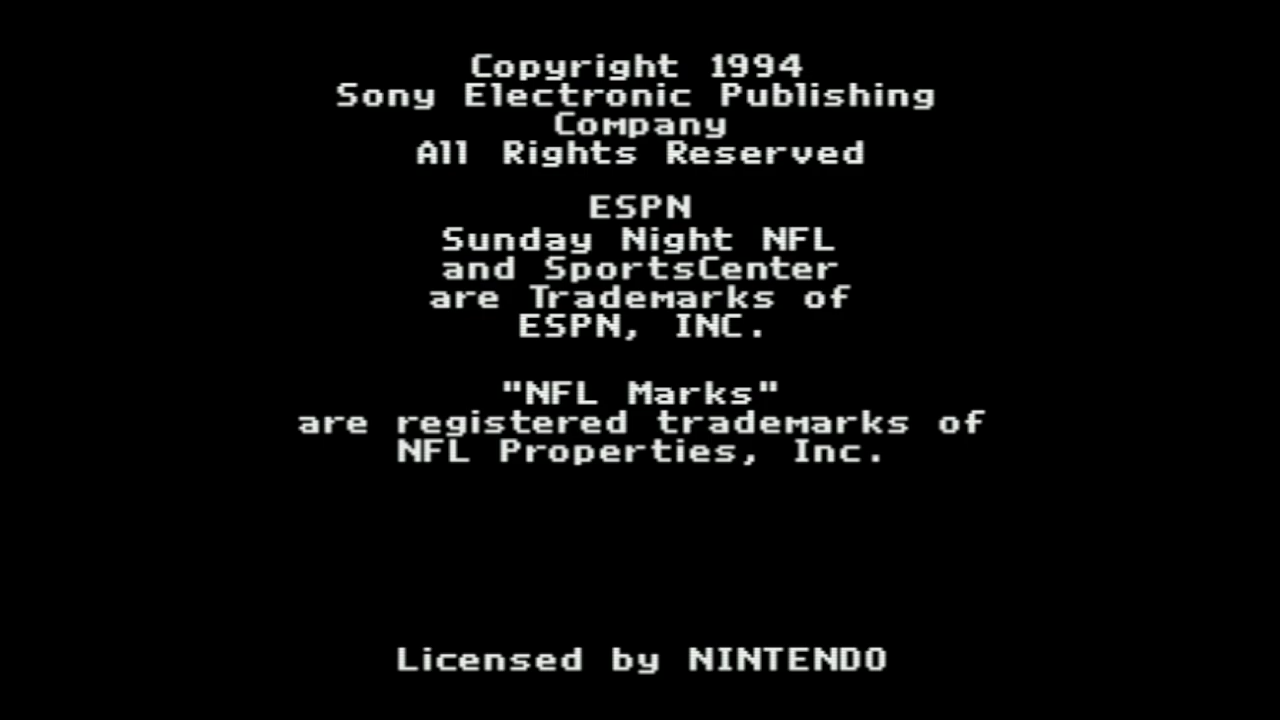 Copyright 1994
Sony Electronic Publishing
Company
All Rights Reserved
ESPN
Sunday Night NFL
and SportsCenter
are Trademarks of
ESPN, INC.
"NFL Marks"
are registered trademarks of
NFL Properties, Inc.
Licensed by NINTENDO